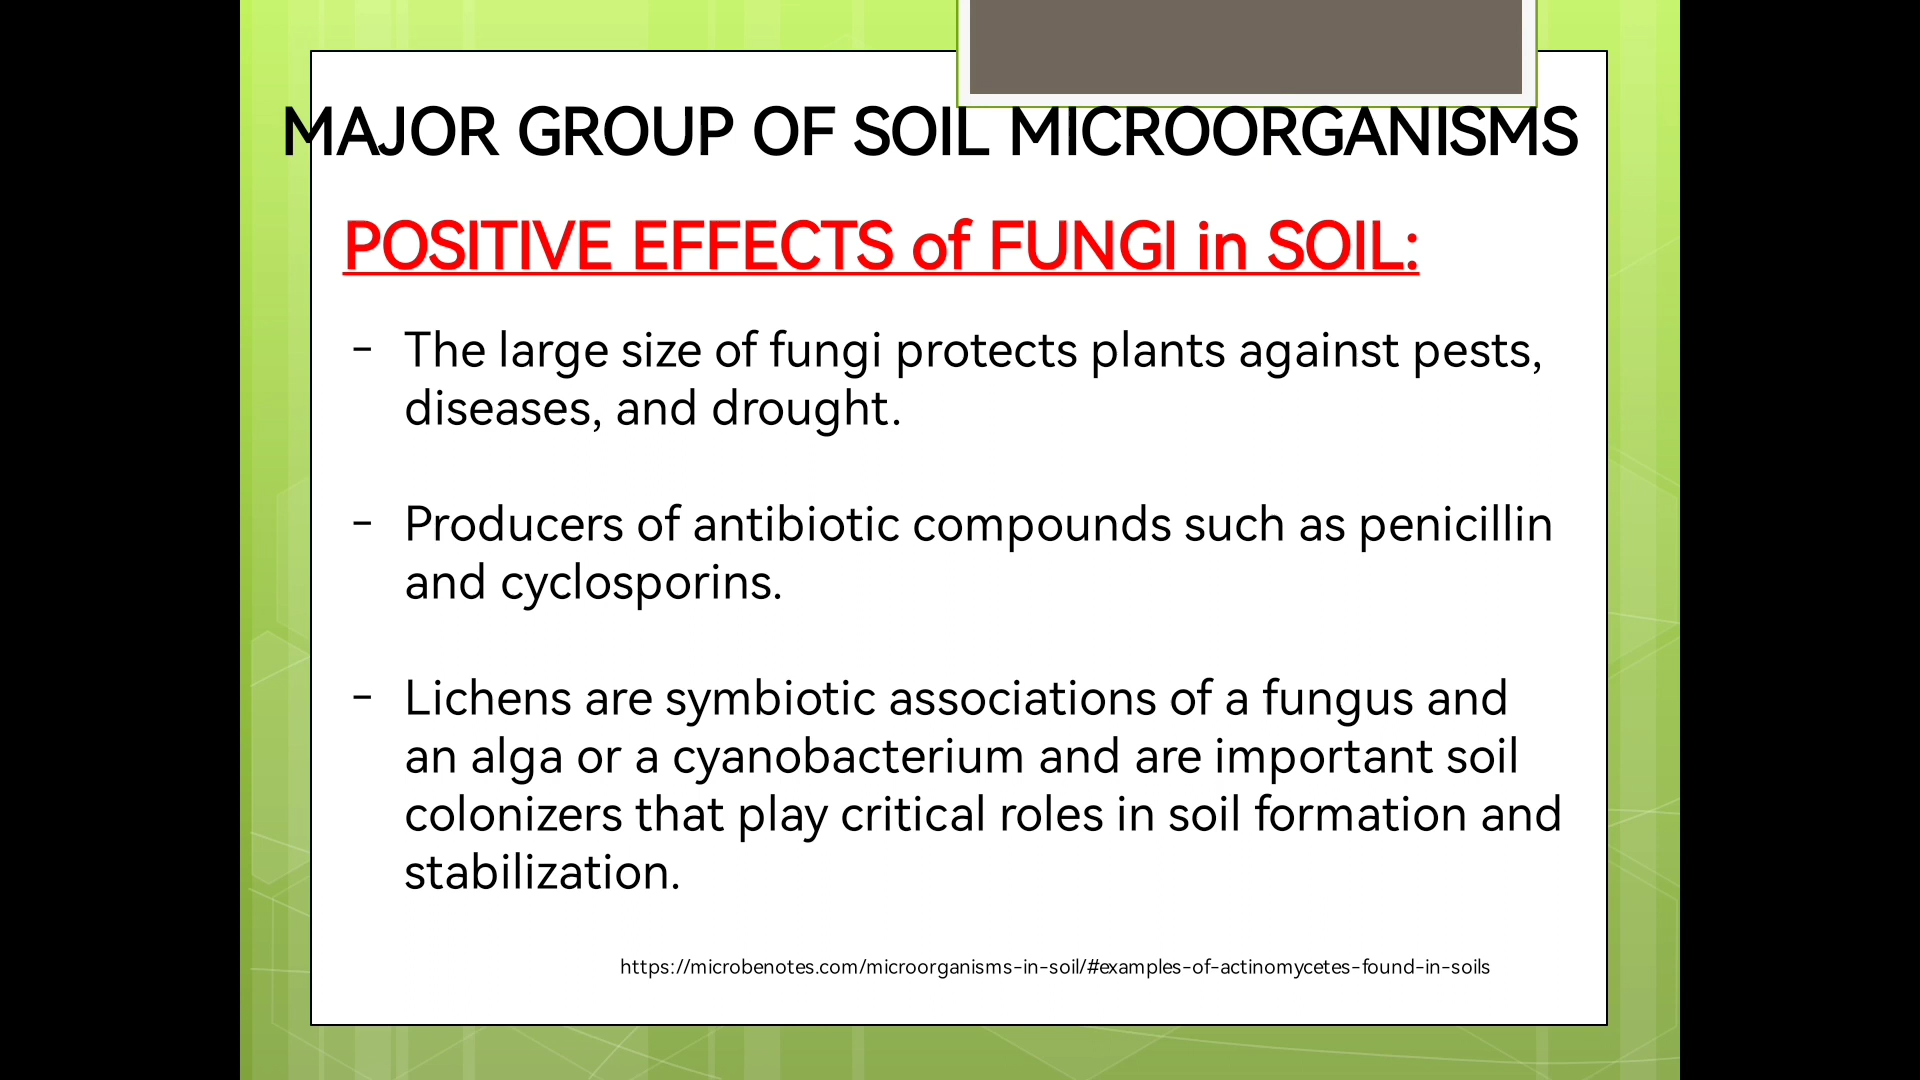 MAJOR GROUP OF SOIL MICROORGANISMS
POSITIVE EFFECTS of FUNGI in SOIL:
- The large size of fungi protects plants against pests,
diseases, and drought.
- Producers of antibiotic compounds such as penicillin
and cyclosporins.
- Lichens are symbiotic associations of a fungus and
an alga or a cyanobacterium and are important soil
colonizers that play critical roles in soil formation and
stabilization.
https://microbenotes.com/microorganisms-in-soil/#examples-of-actinomycetes-found-in-soils